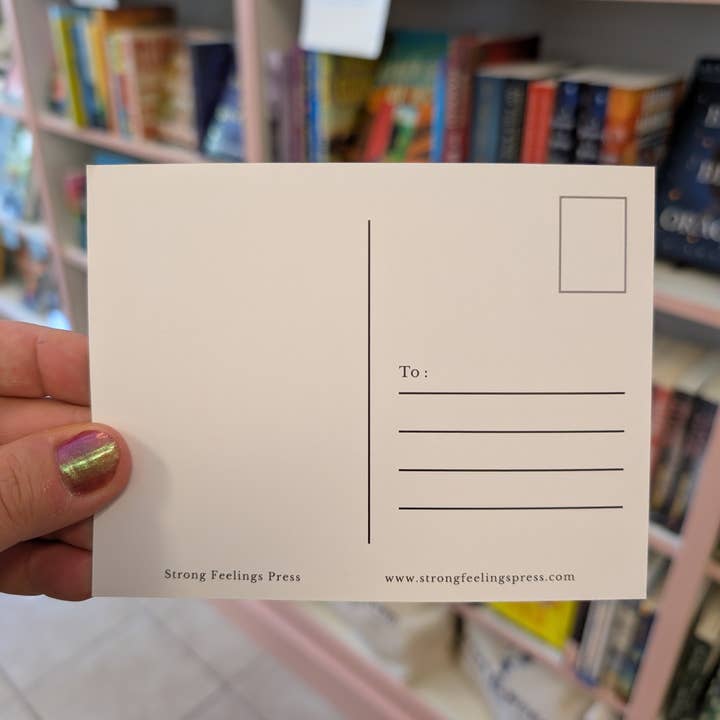 To :
Strong Feelings Press
www.strongfeelingspress.com